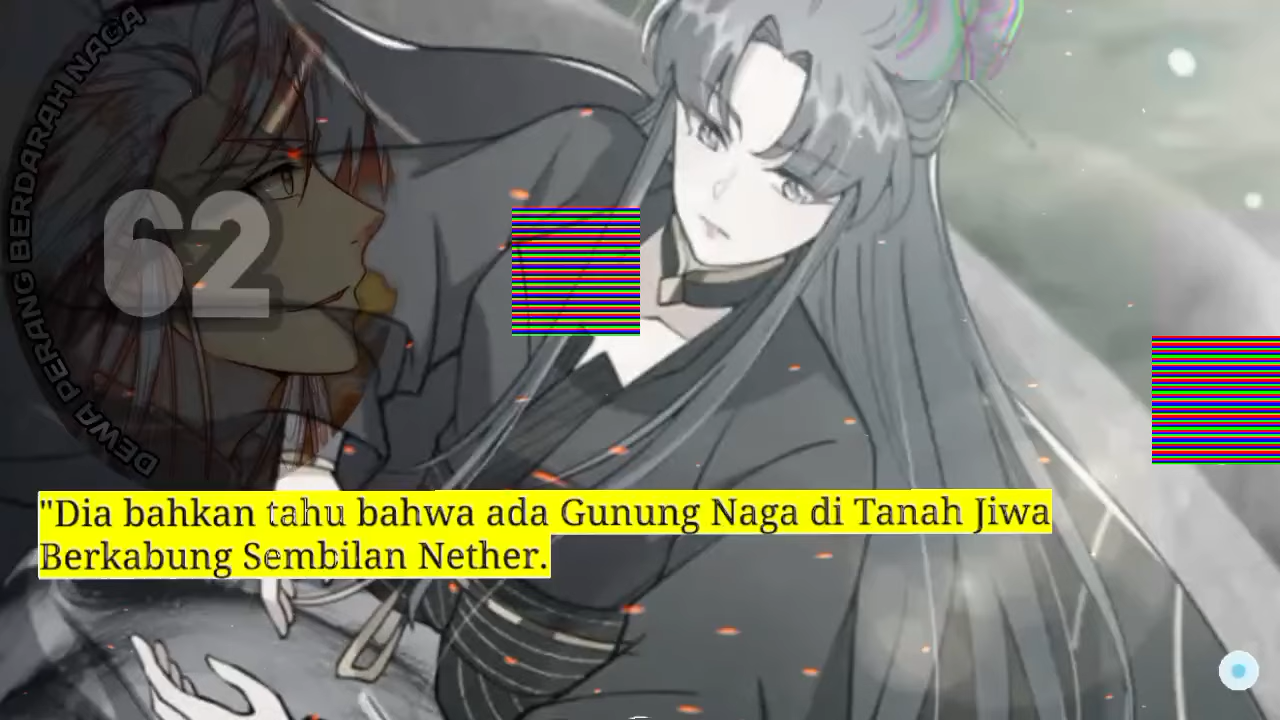 DEWA PERANG BERDARAH NAGA
62
"Dia bahkan tahu bahwa ada Gunung Naga di Tanah Jiwa
Berkabung Sembilan Nether.